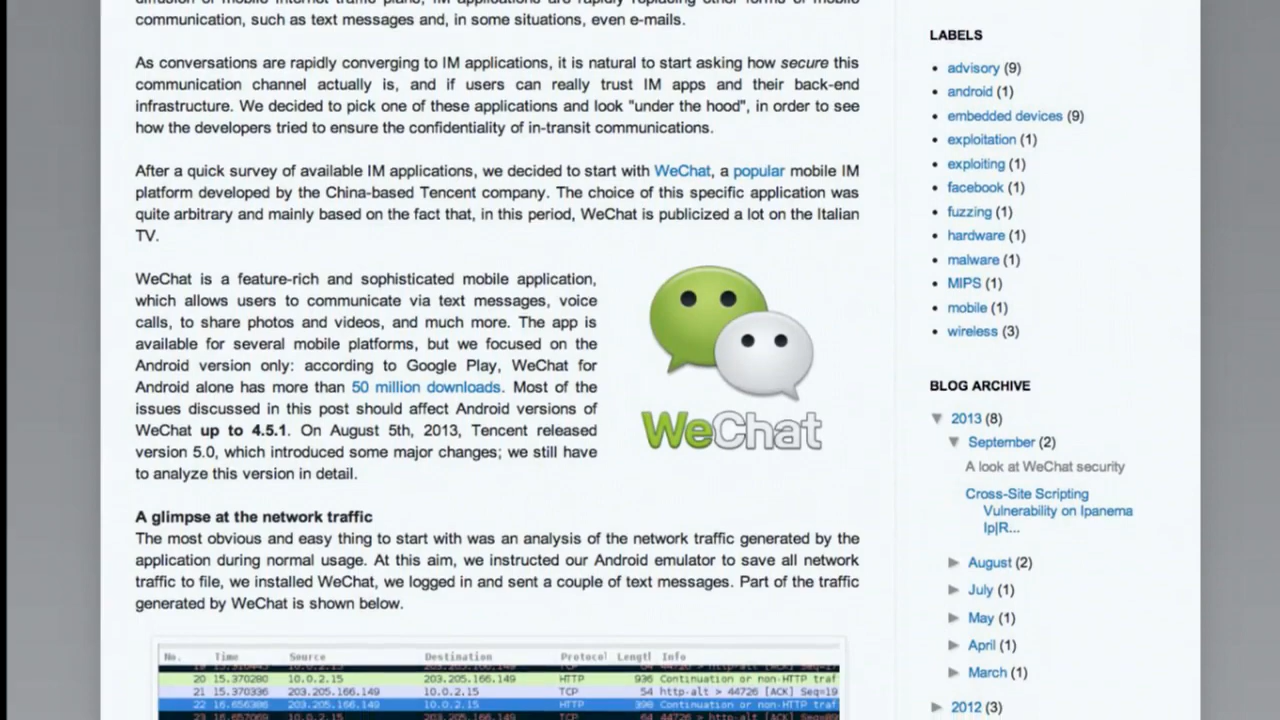 diffusion of mobile internet traffic plans, IM applications are rapidly replacing other forms of mobile
communication, such as text messages and, in some situations, even e-mails.
As conversations are rapidly converging to IM applications, it is natural to start asking how secure this
communication channel actually is, and if users can really trust IM apps and their back-end
infrastructure. We decided to pick one of these applications and look "under the hood", in order to see
how the developers tried to ensure the confidentiality of in-transit communications.
After a quick survey of available IM applications, we decided to start with WeChat, a popular mobile IM
platform developed by the China-based Tencent company. The choice of this specific application was
quite arbitrary and mainly based on the fact that, in this period, WeChat is publicized a lot on the Italian
TV.
WeChat is a feature-rich and sophisticated mobile application,
which allows users to communicate via text messages, voice
calls, to share photos and videos, and much more. The app is
available for several mobile platforms, but we focused on the
Android version only: according to Google Play, WeChat for
Android alone has more than 50 million downloads. Most of the
issues discussed in this post should affect Android versions of
WeChat up to 4.5.1. On August 5th, 2013, Tencent released
version 5.0, which introduced some major changes; we still have
to analyze this version in detail.
WeChat
A glimpse at the network traffic
The most obvious and easy thing to start with was an analysis of the network traffic generated by the
application during normal usage. At this aim, we instructed our Android emulator to save all network
traffic to file, we installed WeChat, we logged in and sent a couple of text messages. Part of the traffic
generated by WeChat is shown below.
No. Time Source Destination Protocol Lengtl Info
20 15.370280 10.0.2.15 203.205.166.149 HTTP 936 Continuation or non-HTTP traf
21 15.370336 203.205.166.149 10.0.2.15 TCP 54 http-alt > 44726 [ACK] Seq=19
22 16.656386 203.205.166.149 10.0.2.15 HTTP 398 Continuation or non-HTTP traf
LABELS
• advisory (9)
• android (1)
• embedded devices (9)
• exploitation (1)
• exploiting (1)
• facebook (1)
• fuzzing (1)
• hardware (1)
• malware (1)
• MIPS (1)
• mobile (1)
• wireless (3)
BLOG ARCHIVE
▼ 2013 (8)
▼ September (2)
A look at WeChat security
Cross-Site Scripting
Vulnerability on Ipanema
Ip|R...
► August (2)
► July (1)
► May (1)
► April (1)
► March (1)
► 2012 (3)